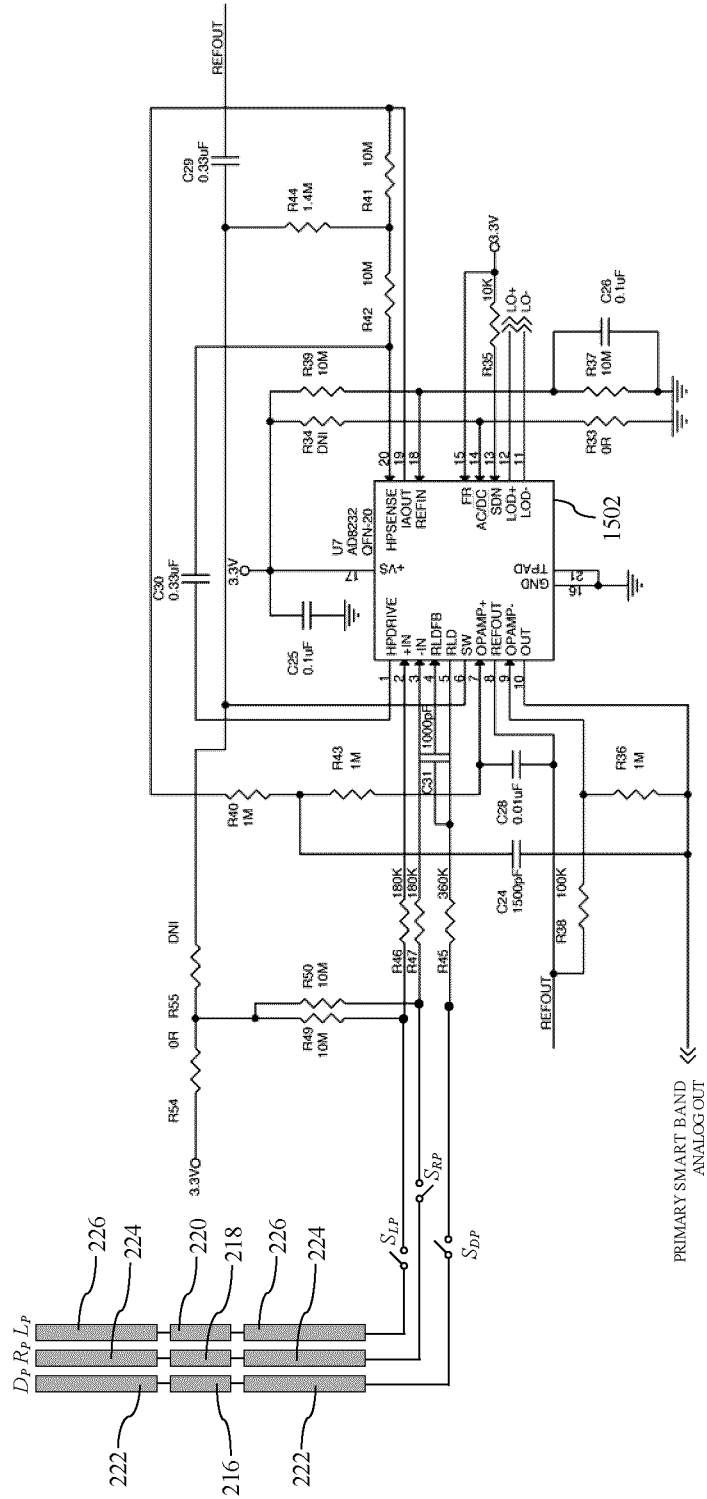 REFOUT
C29
0.33uF
R44
1.4M
10M
R41
10M
R42
C30
0.33uF
3.3V
C25
0.1uF
R39
10M
R34
DNI
3.3V
10K
R35
LO+
LO-
C26
0.1uF
R37
10M
R33
0R
U7
AD8232
QFN-20
+VS
17
HPSENSE
IAOUT
REFIN
20
19
18
FR
AC/DC
SDN
LOD+
LOD-
15
14
13
12
11
1502
HPDRIVE
+IN
-IN
RLDFB
RLD
SW
OPAMP+
REFOUT
OPAMP-
OUT
1
2
3
4
5
6
7
8
9
10
GND
TPAD
16
21
1000pF
C31
R43
1M
R40
1M
C28
0.01uF
C24
1500pF
R36
1M
180K
R46
180K
R47
360K
R45
100K
R38
REFOUT
DNI
R55
0R
R54
3.3V
R50
10M
R49
10M
PRIMARY SMART BAND
ANALOG OUT
SLP
SRP
SDP
226
224
220
218
226
224
DP RP LP
222
216
222